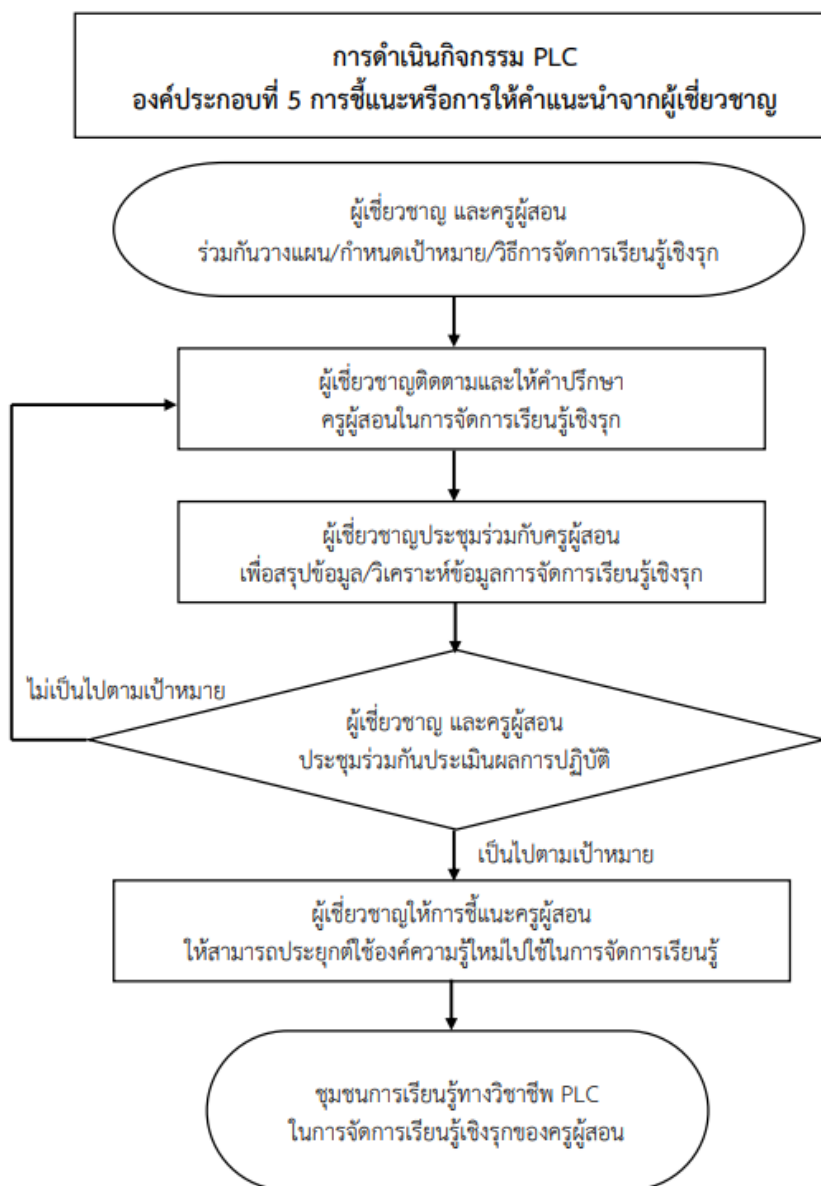 การดำเนินกิจกรรม PLC
องค์ประกอบที่ 5 การชี้แนะหรือการให้คำแนะนำจากผู้เชี่ยวชาญ
ผู้เชี่ยวชาญ และครูผู้สอน
ร่วมกันวางแผน/กำหนดเป้าหมาย/วิธีการจัดการเรียนรู้เชิงรุก
ผู้เชี่ยวชาญติดตามและให้คำปรึกษา
ครูผู้สอนในการจัดการเรียนรู้เชิงรุก
ผู้เชี่ยวชาญประชุมร่วมกับครูผู้สอน
เพื่อสรุปข้อมูล/วิเคราะห์ข้อมูลการจัดการเรียนรู้เชิงรุก
ไม่เป็นไปตามเป้าหมาย
ผู้เชี่ยวชาญ และครูผู้สอน
ประชุมร่วมกันประเมินผลการปฏิบัติ
เป็นไปตามเป้าหมาย
ผู้เชี่ยวชาญให้การชี้แนะครูผู้สอน
ให้สามารถประยุกต์ใช้องค์ความรู้ใหม่ไปใช้ในการจัดการเรียนรู้
ชุมชนการเรียนรู้ทางวิชาชีพ PLC
ในการจัดการเรียนรู้เชิงรุกของครูผู้สอน